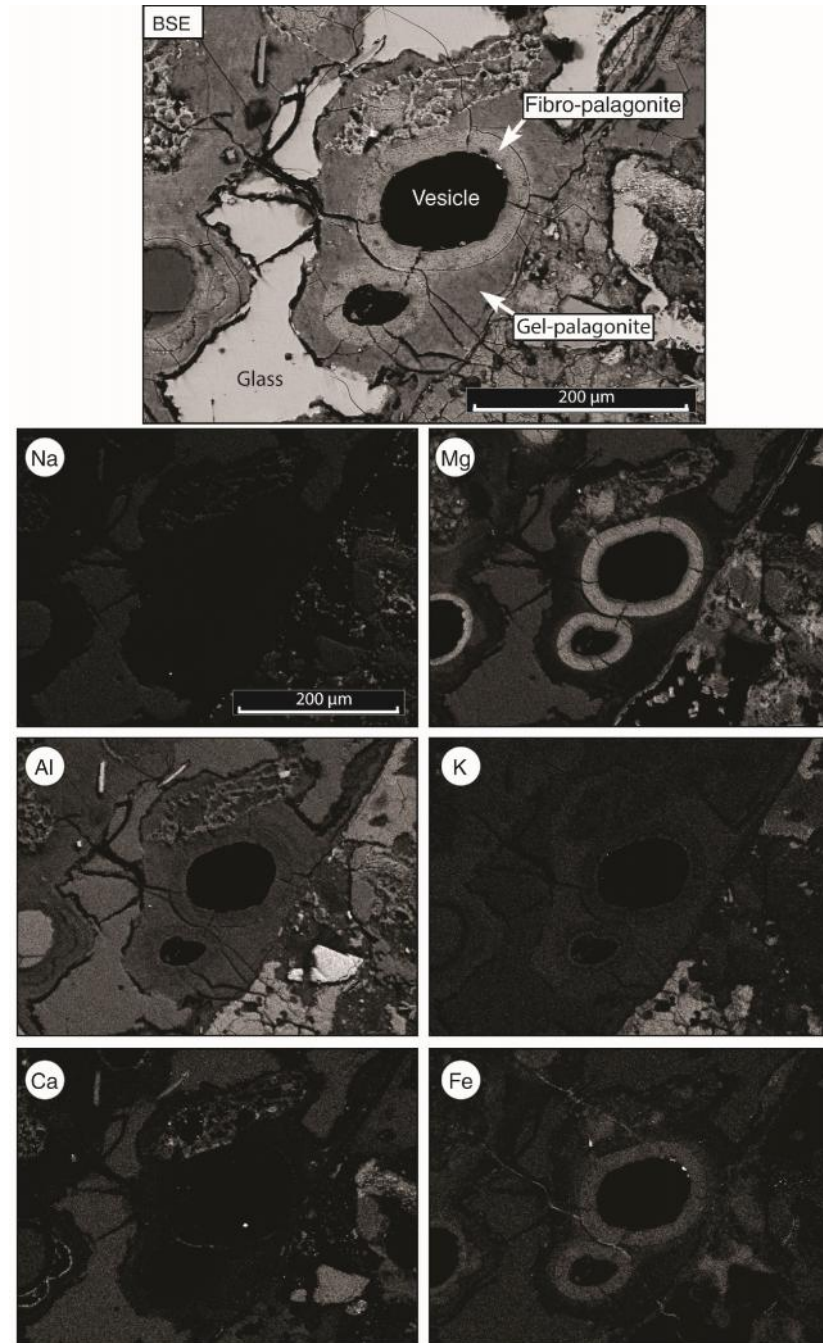 BSE
Fibro-palagonite
Vesicle
Gel-palagonite
Glass
200 μm
Na
Mg
200 μm
Al
K
Ca
Fe